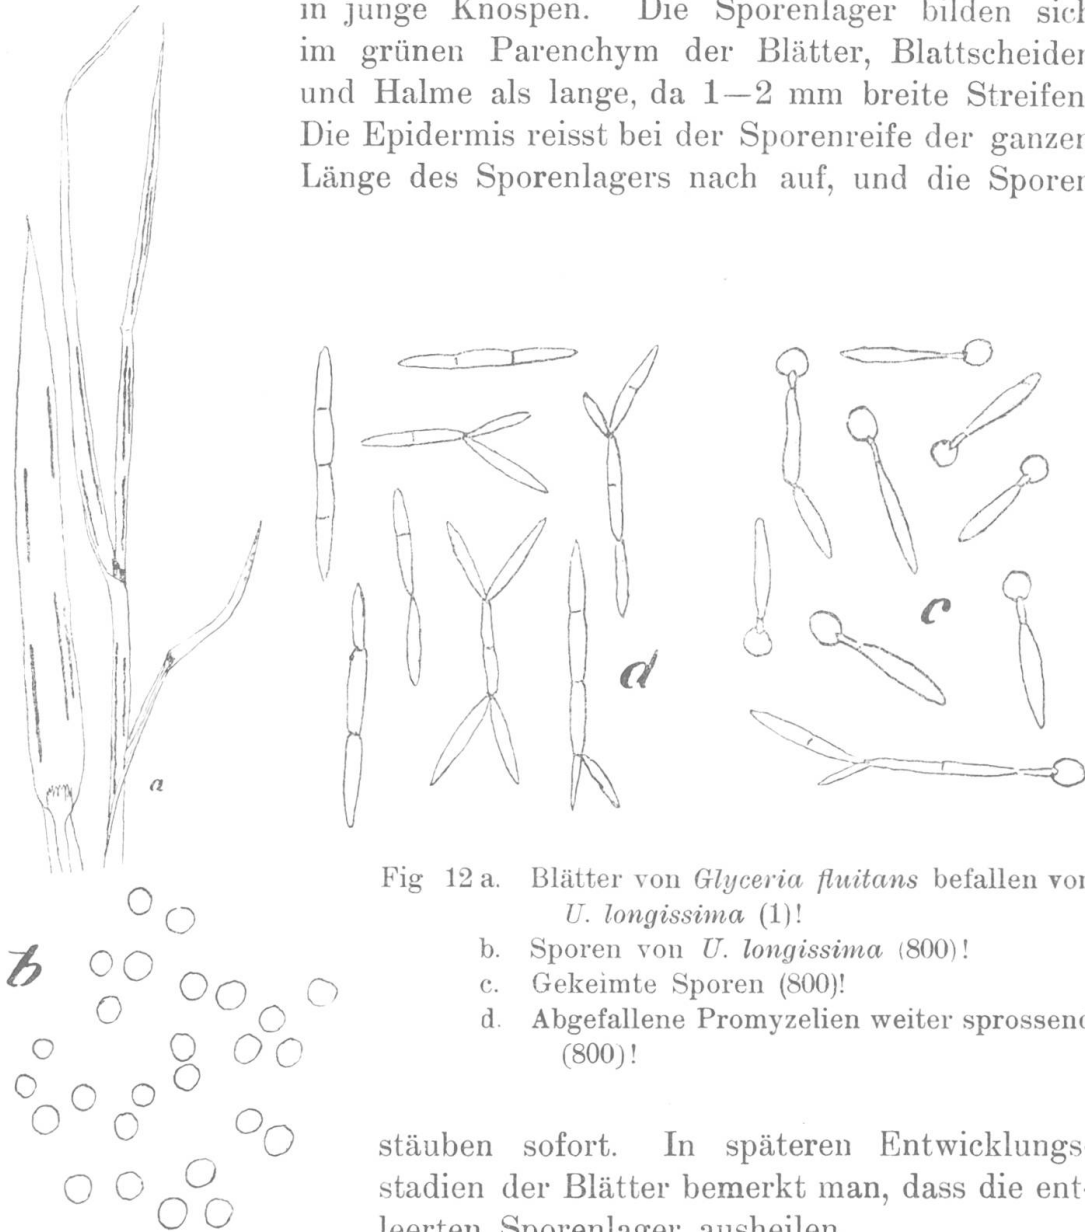 in junge Knospen. Die Sporenlager bilden sich
im grünen Parenchym der Blätter, Blattscheiden
und Halme als lange, da 1—2 mm breite Streifen
Die Epidermis reisst bei der Sporenreife der ganzen
Länge des Sporenlagers nach auf, und die Sporen
d
c
a
Fig 12 a. Blätter von Glyceria fluitans befallen von
U. longissima (1)!
b
b. Sporen von U. longissima (800)!
c. Gekeimte Sporen (800)!
d. Abgefallene Promyzelien weiter sprossend
(800)!
stäuben sofort. In späteren Entwicklungs-
stadien der Blätter bemerkt man, dass die ent-
leerten Sporenlager ausheilen